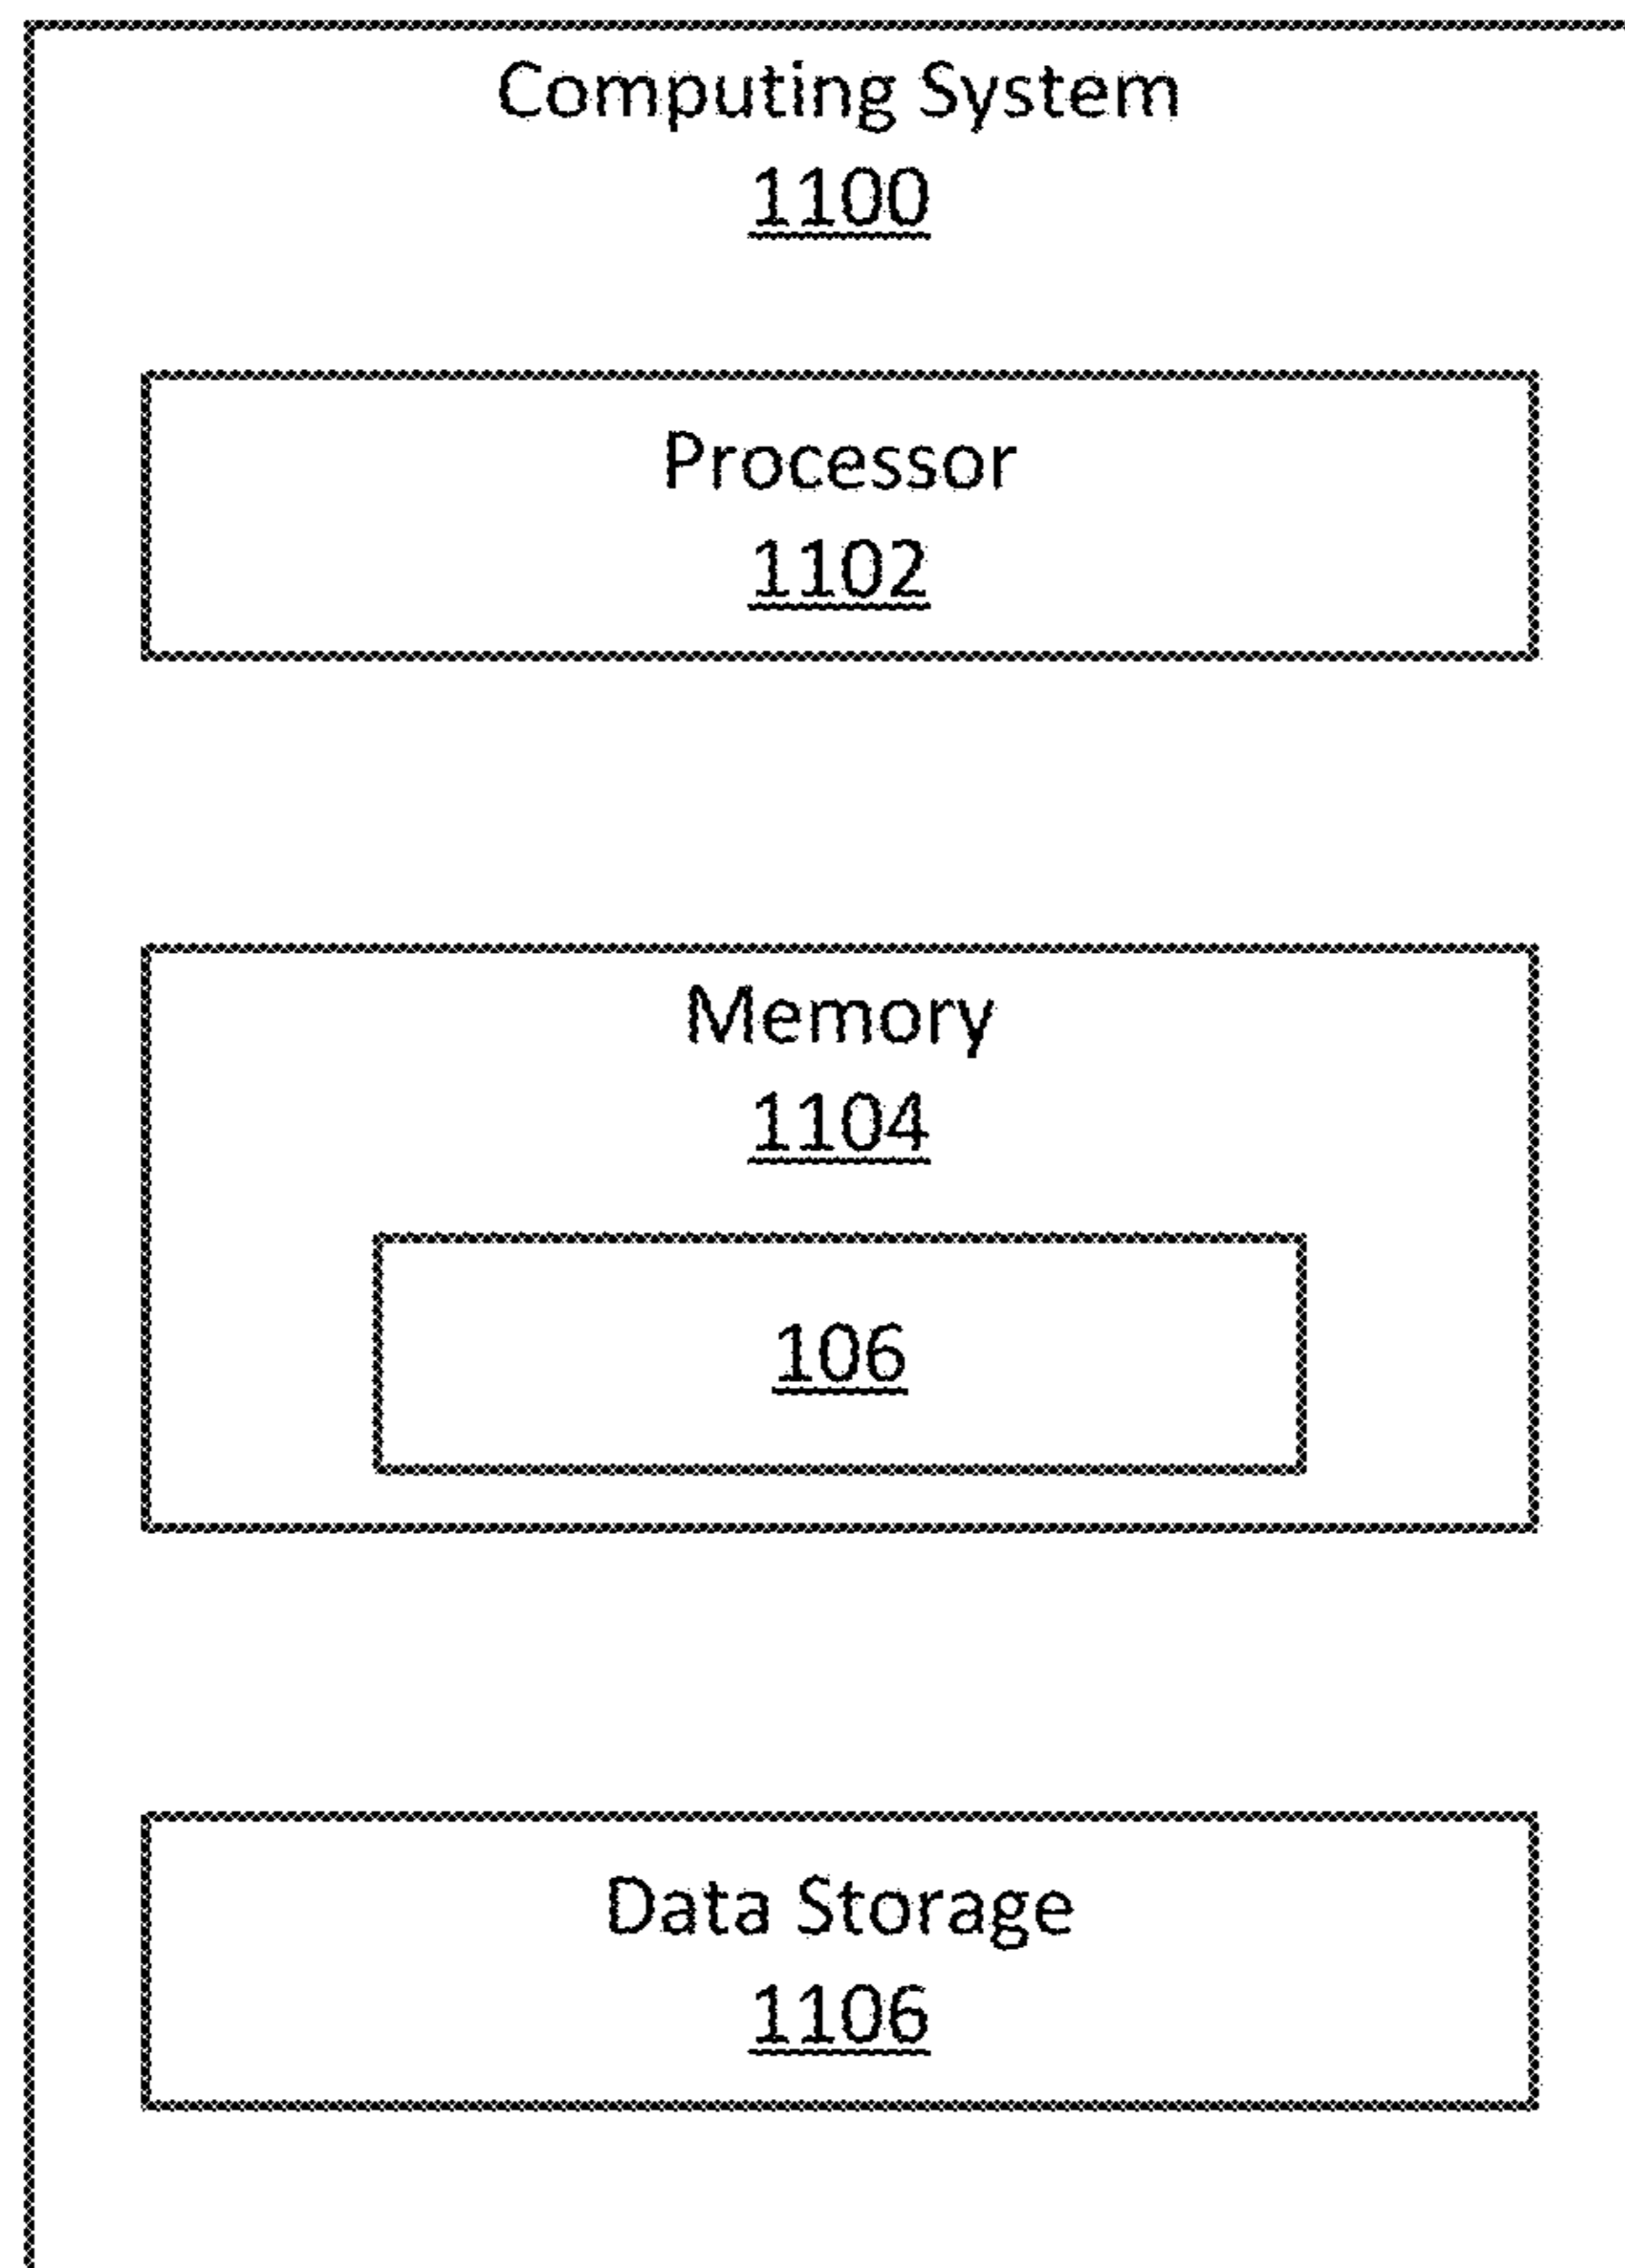 Computing System
1100
Processor
1102
Memory
1104
106
Data Storage
1106